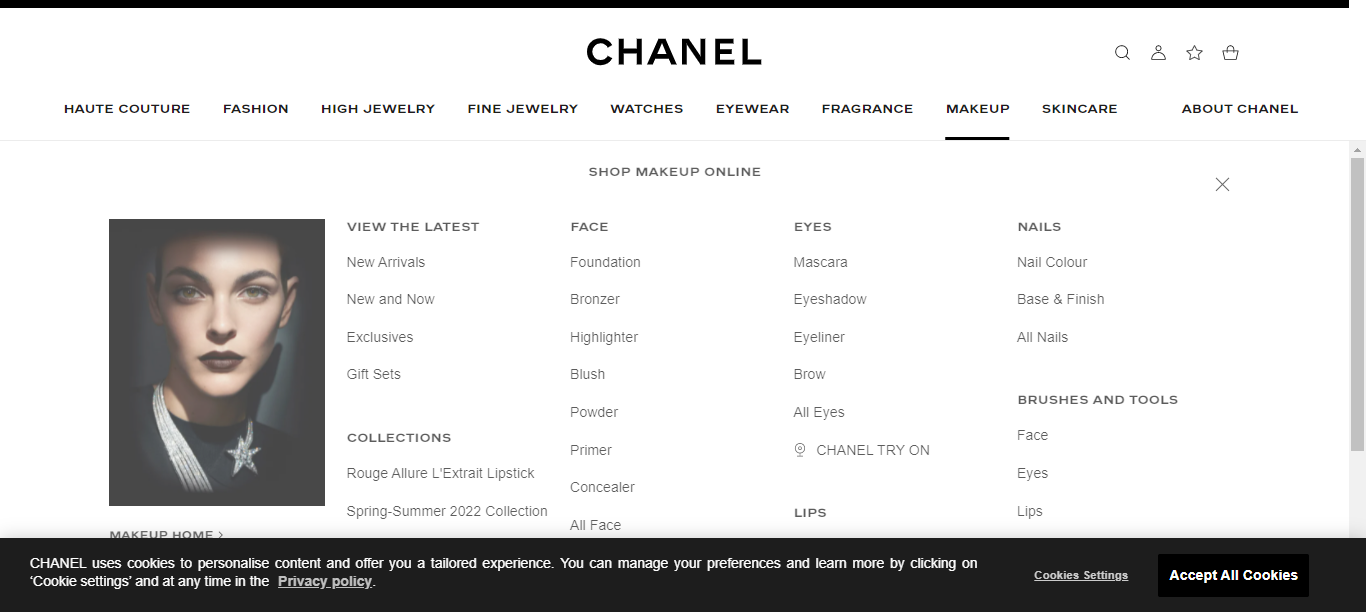 CHANEL
HAUTE COUTURE
FASHION
HIGH JEWELRY
FINE JEWELRY
WATCHES
EYEWEAR
FRAGRANCE
MAKEUP
SKINCARE
ABOUT CHANEL
SHOP MAKEUP ONLINE
VIEW THE LATEST
New Arrivals
New and Now
Exclusives
Gift Sets
COLLECTIONS
Rouge Allure L'Extrait Lipstick
Spring-Summer 2022 Collection
FACE
Foundation
Bronzer
Highlighter
Blush
Powder
Primer
Concealer
All Face
EYES
Mascara
Eyeshadow
Eyeliner
Brow
All Eyes
CHANEL TRY ON
LIPS
NAILS
Nail Colour
Base & Finish
All Nails
BRUSHES AND TOOLS
Face
Eyes
Lips
MAKEUP HOME >
CHANEL uses cookies to personalise content and offer you a tailored experience. You can manage your preferences and learn more by clicking on
‘Cookie settings’ and at any time in the Privacy policy.
Cookies Settings
Accept All Cookies